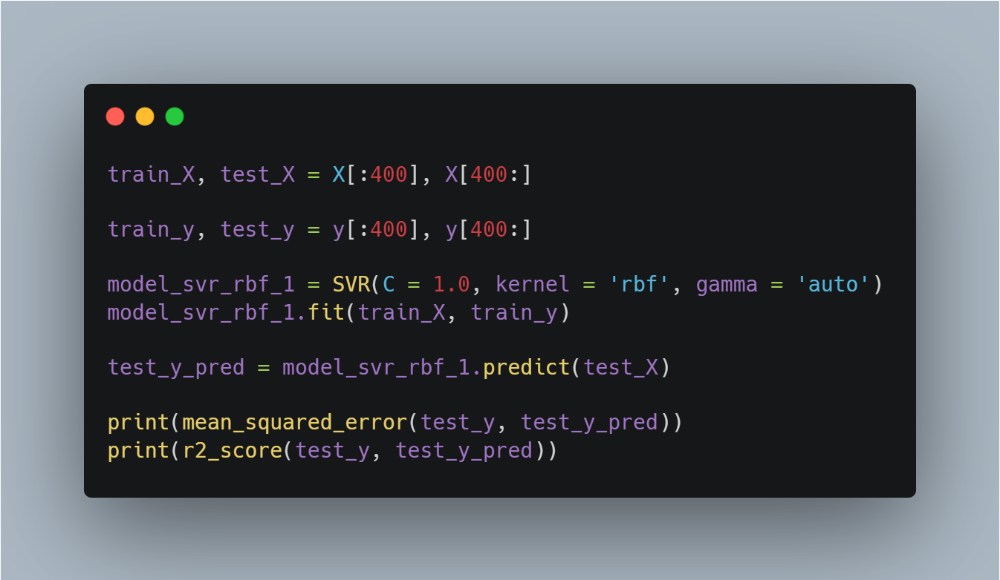 train_X, test_X = X[:400], X[400:]
train_y, test_y = y[:400], y[400:]
model_svr_rbf_1 = SVR(C = 1.0, kernel = 'rbf', gamma = 'auto')
model_svr_rbf_1.fit(train_X, train_y)
test_y_pred = model_svr_rbf_1.predict(test_X)
print(mean_squared_error(test_y, test_y_pred))
print(r2_score(test_y, test_y_pred))